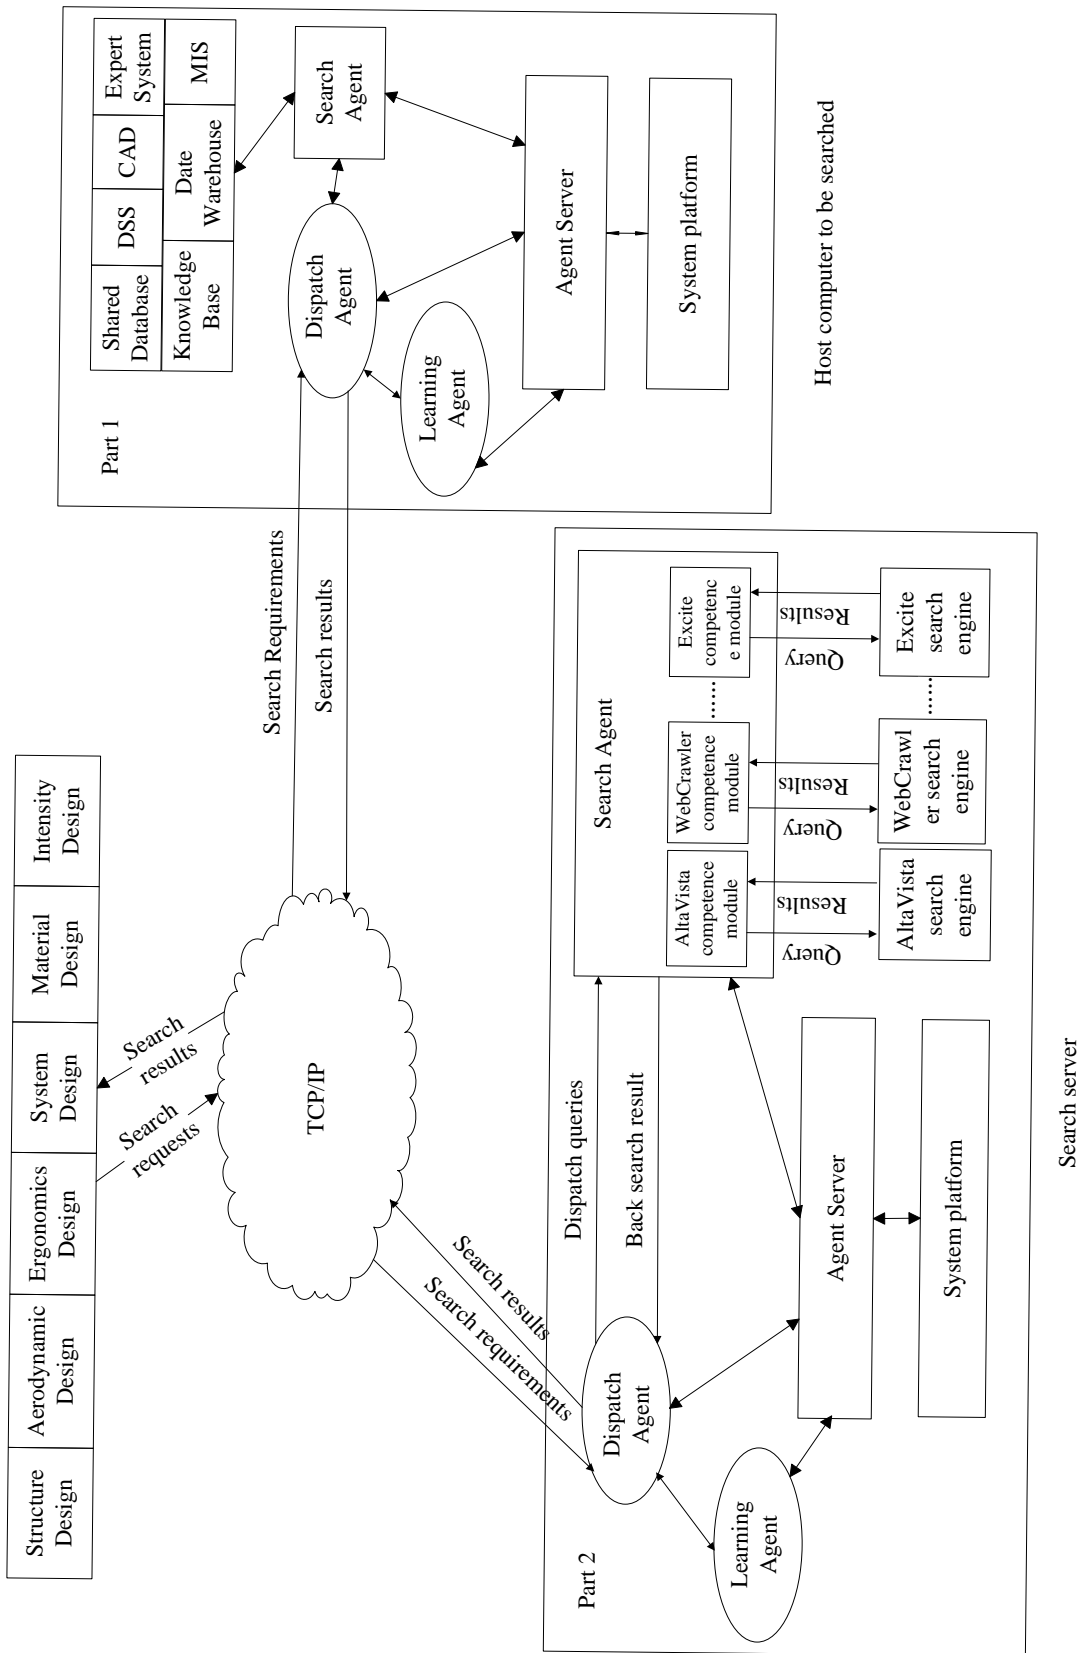 Structure
Design
Aerodynamic
Design
Ergonomics
Design
System
Design
Material
Design
Intensity
Design
Search
requests
Search
results
TCP/IP
Search Requirements
Search results
Search results
Search requirements
Part 1
Shared
Database
DSS
CAD
Expert
System
Knowledge
Base
Date
Warehouse
MIS
Dispatch
Agent
Search
Agent
Learning
Agent
Agent Server
System platform
Host computer to be searched
Part 2
Dispatch
Agent
Learning
Agent
Dispatch queries
Back search result
Search Agent
AltaVista
competence
module
WebCrawler
competence
module
......
Excite
competenc
e module
Query
Results
Query
Results
Query
Results
AltaVista
search
engine
WebCrawl
er search
engine
......
Excite
search
engine
Agent Server
System platform
Search server